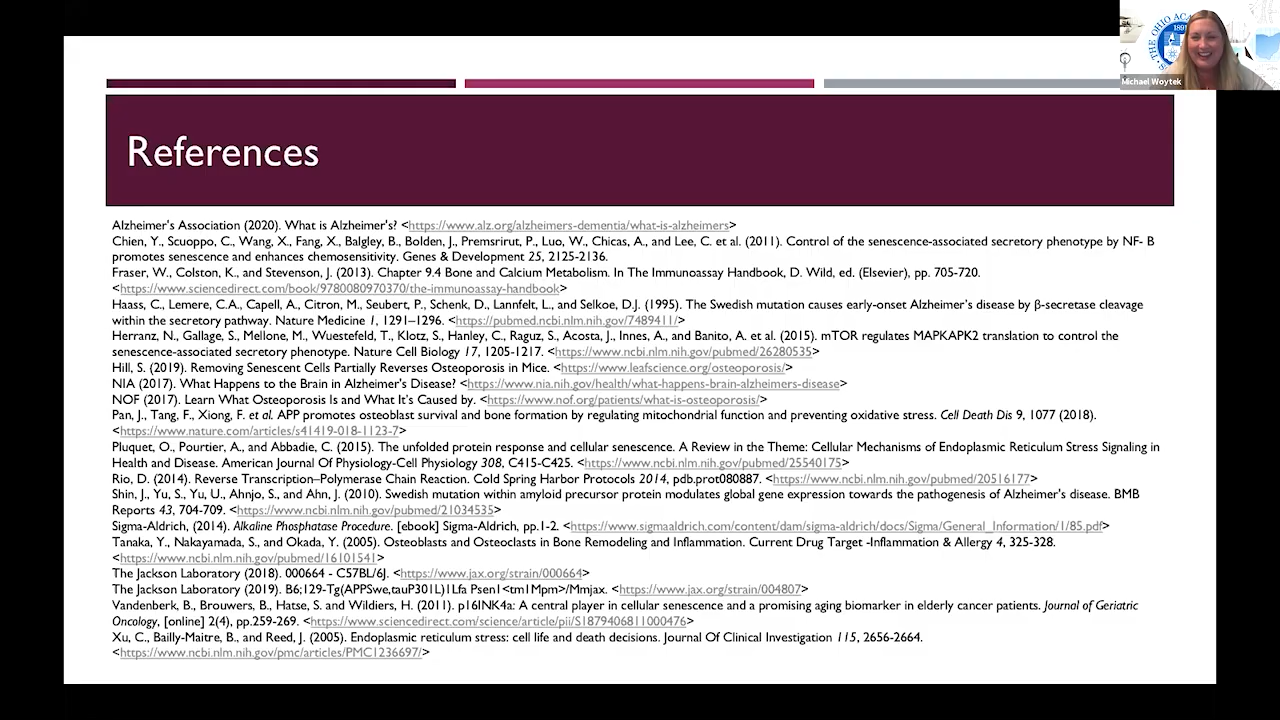 THE OHIO ACA
1891
Michael Woytek
References
Alzheimer's Association (2020). What is Alzheimer's? <https://www.alz.org/alzheimers-dementia/what-is-alzheimers>
Chien, Y., Scuoppo, C., Wang, X., Fang, X., Balgley, B., Bolden, J., Premsrirut, P., Luo, W., Chicas, A., and Lee, C. et al. (2011). Control of the senescence-associated secretory phenotype by NF- B
promotes senescence and enhances chemosensitivity. Genes & Development 25, 2125-2136.
Fraser, W., Colston, K., and Stevenson, J. (2013). Chapter 9.4 Bone and Calcium Metabolism. In The Immunoassay Handbook, D. Wild, ed. (Elsevier), pp. 705-720.
<https://www.sciencedirect.com/book/9780080970370/the-immunoassay-handbook>
Haass, C., Lemere, C.A., Capell, A., Citron, M., Seubert, P., Schenk, D., Lannfelt, L., and Selkoe, D.J. (1995). The Swedish mutation causes early-onset Alzheimer's disease by β-secretase cleavage
within the secretory pathway. Nature Medicine 1, 1291–1296. <https://pubmed.ncbi.nlm.nih.gov/7489411/>
Herranz, N., Gallage, S., Mellone, M., Wuestefeld, T., Klotz, S., Hanley, C., Raguz, S., Acosta, J., Innes, A., and Banito, A. et al. (2015). mTOR regulates MAPKAPK2 translation to control the
senescence-associated secretory phenotype. Nature Cell Biology 17, 1205-1217. <https://www.ncbi.nlm.nih.gov/pubmed/26280535>
Hill, S. (2019). Removing Senescent Cells Partially Reverses Osteoporosis in Mice. <https://www.leafscience.org/osteoporosis/>
NIA (2017). What Happens to the Brain in Alzheimer's Disease? <https://www.nia.nih.gov/health/what-happens-brain-alzheimers-disease>
NOF (2017). Learn What Osteoporosis Is and What It's Caused by. <https://www.nof.org/patients/what-is-osteoporosis/>
Pan, J., Tang, F., Xiong, F. et al. APP promotes osteoblast survival and bone formation by regulating mitochondrial function and preventing oxidative stress. Cell Death Dis 9, 1077 (2018).
<https://www.nature.com/articles/s41419-018-1123-7>
Pluquet, O., Pourtier, A., and Abbadie, C. (2015). The unfolded protein response and cellular senescence. A Review in the Theme: Cellular Mechanisms of Endoplasmic Reticulum Stress Signaling in
Health and Disease. American Journal Of Physiology-Cell Physiology 308, C415-C425. <https://www.ncbi.nlm.nih.gov/pubmed/25540175>
Rio, D. (2014). Reverse Transcription–Polymerase Chain Reaction. Cold Spring Harbor Protocols 2014, pdb.prot080887. <https://www.ncbi.nlm.nih.gov/pubmed/20516177>
Shin, J., Yu, S., Yu, U., Ahnjo, S., and Ahn, J. (2010). Swedish mutation within amyloid precursor protein modulates global gene expression towards the pathogenesis of Alzheimer's disease. BMB
Reports 43, 704-709. <https://www.ncbi.nlm.nih.gov/pubmed/21034535>
Sigma-Aldrich, (2014). Alkaline Phosphatase Procedure. [ebook] Sigma-Aldrich, pp.1-2. <https://www.sigmaaldrich.com/content/dam/sigma-aldrich/docs/Sigma/General_Information/1/85.pdf>
Tanaka, Y., Nakayamada, S., and Okada, Y. (2005). Osteoblasts and Osteoclasts in Bone Remodeling and Inflammation. Current Drug Target -Inflammation & Allergy 4, 325-328.
<https://www.ncbi.nlm.nih.gov/pubmed/16101541>
The Jackson Laboratory (2018). 000664 - C57BL/6J. <https://www.jax.org/strain/000664>
The Jackson Laboratory (2019). B6;129-Tg(APPSwe,tauP301L)1Lfa Psen1<tm1Mpm>/Mmjax. <https://www.jax.org/strain/004807>
Vandenberk, B., Brouwers, B., Hatse, S. and Wildiers, H. (2011). p16INK4a: A central player in cellular senescence and a promising aging biomarker in elderly cancer patients. Journal of Geriatric
Oncology, [online] 2(4), pp.259-269. <https://www.sciencedirect.com/science/article/pii/S1879406811000476>
Xu, C., Bailly-Maitre, B., and Reed, J. (2005). Endoplasmic reticulum stress: cell life and death decisions. Journal Of Clinical Investigation 115, 2656-2664.
<https://www.ncbi.nlm.nih.gov/pmc/articles/PMC1236697/>